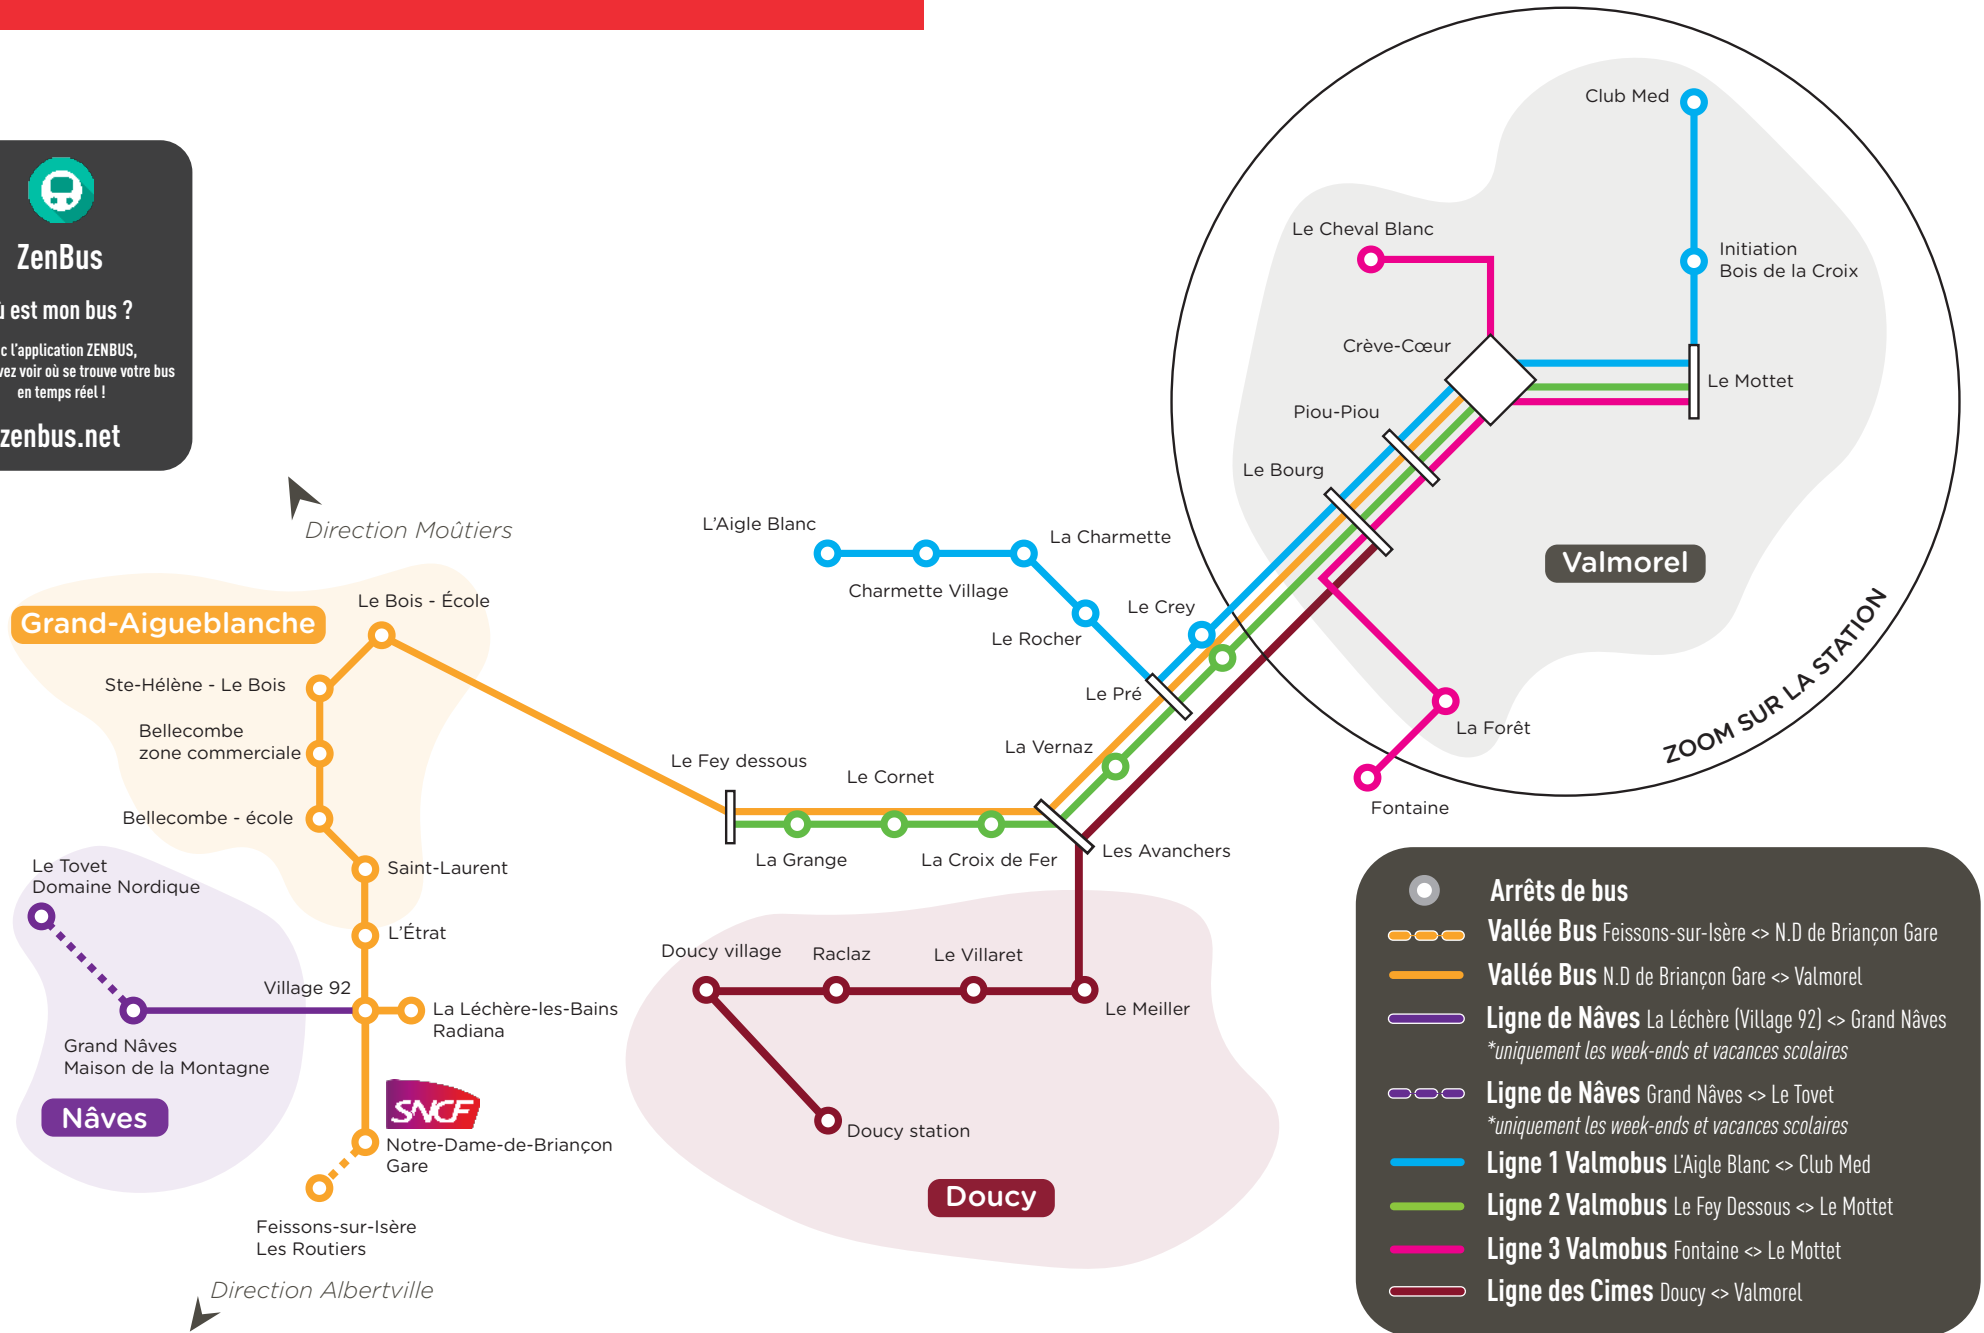 ZenBus
est mon bus ?
l'application ZENBUS,
voir où se trouve votre bus
en temps réel !
zenbus.net
Direction Moûtiers
Grand-Aigueblanche
Le Bois - École
Ste-Hélène - Le Bois
Bellecombe
zone commerciale
Bellecombe - école
Saint-Laurent
L'Étrat
Le Tovet
Domaine Nordique
Village 92
La Léchère-les-Bains
Radiana
Grand Nâves
Maison de la Montagne
Nâves
SNCF
Notre-Dame-de-Briançon
Gare
Feissons-sur-Isère
Les Routiers
Direction Albertville
L'Aigle Blanc
Charmette Village
La Charmette
Le Rocher
Le Crey
Le Pré
La Vernaz
Le Fey dessous
Le Cornet
La Grange
La Croix de Fer
Les Avanchers
Doucy village
Raclaz
Le Villaret
Le Meiller
Doucy station
Doucy
Club Med
Le Cheval Blanc
Initiation
Bois de la Croix
Crève-Cœur
Le Mottet
Piou-Piou
Le Bourg
Valmorel
ZOOM SUR LA STATION
La Forêt
Fontaine
Arrêts de bus
Vallée Bus Feissons-sur-Isère <> N.D de Briançon Gare
Vallée Bus N.D de Briançon Gare <> Valmorel
Ligne de Nâves La Léchère (Village 92) <> Grand Nâves
*uniquement les week-ends et vacances scolaires
Ligne de Nâves Grand Nâves <> Le Tovet
*uniquement les week-ends et vacances scolaires
Ligne 1 Valmobus L'Aigle Blanc <> Club Med
Ligne 2 Valmobus Le Fey Dessous <> Le Mottet
Ligne 3 Valmobus Fontaine <> Le Mottet
Ligne des Cimes Doucy <> Valmorel